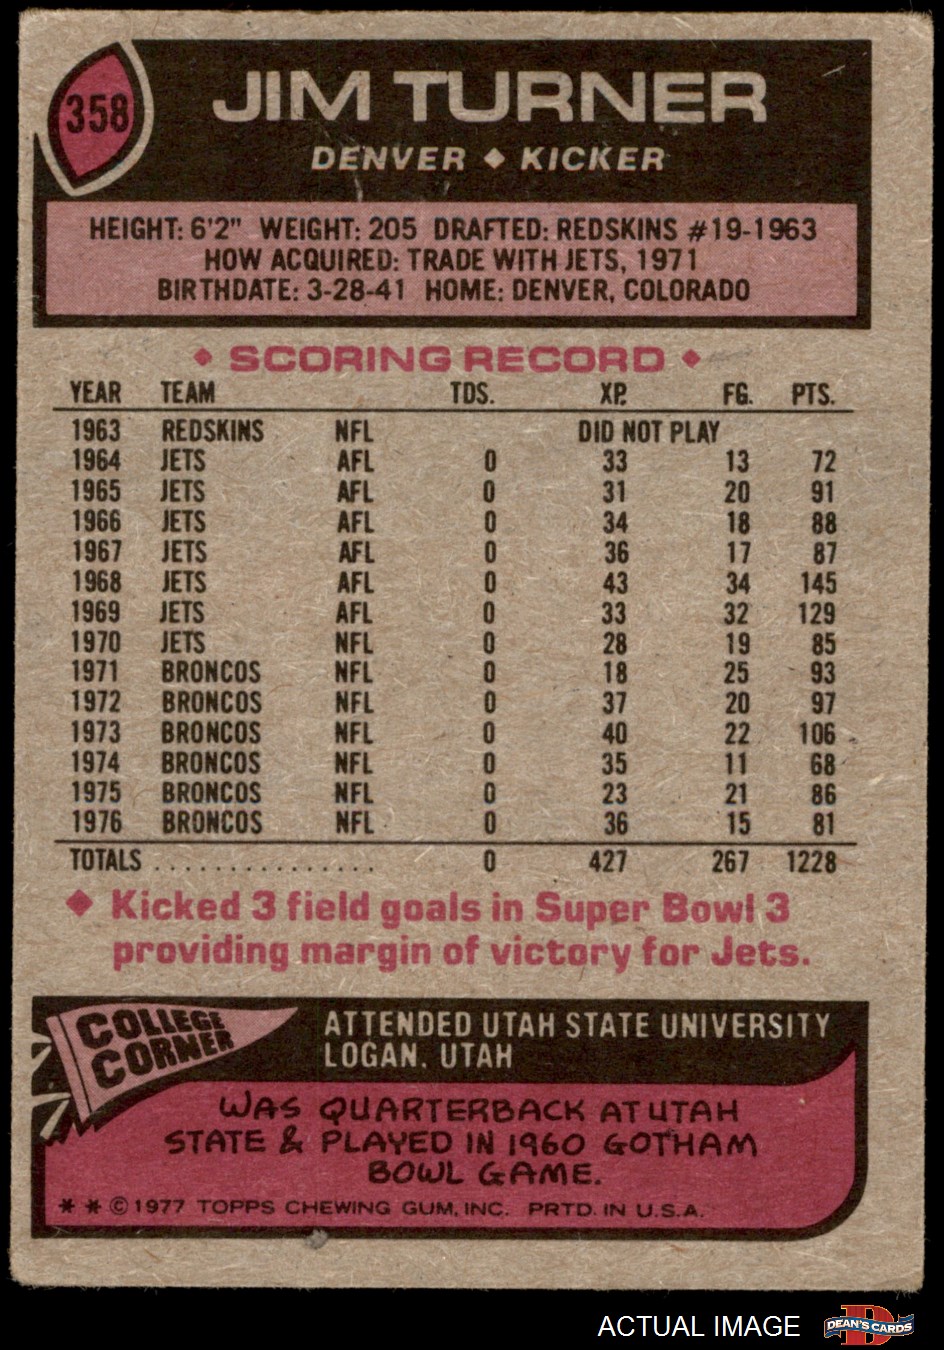 358
JIM TURNER
DENVER ◆ KICKER
HEIGHT: 6'2" WEIGHT: 205 DRAFTED: REDSKINS #19-1963
HOW ACQUIRED: TRADE WITH JETS, 1971
BIRTHDATE: 3-28-41 HOME: DENVER, COLORADO
◆ SCORING RECORD ◆
YEAR TEAM TDS. XP. FG. PTS.
1963 REDSKINS NFL DID NOT PLAY
1964 JETS AFL 0 33 13 72
1965 JETS AFL 0 31 20 91
1966 JETS AFL 0 34 18 88
1967 JETS AFL 0 36 17 87
1968 JETS AFL 0 43 34 145
1969 JETS AFL 0 33 32 129
1970 JETS NFL 0 28 19 85
1971 BRONCOS NFL 0 18 25 93
1972 BRONCOS NFL 0 37 20 97
1973 BRONCOS NFL 0 40 22 106
1974 BRONCOS NFL 0 35 11 68
1975 BRONCOS NFL 0 23 21 86
1976 BRONCOS NFL 0 36 15 81
TOTALS . . . . . . . . . . . . . . . 0 427 267 1228
◆ Kicked 3 field goals in Super Bowl 3
providing margin of victory for Jets.
COLLEGE
CORNER
ATTENDED UTAH STATE UNIVERSITY
LOGAN, UTAH
WAS QUARTERBACK AT UTAH
STATE & PLAYED IN 1960 GOTHAM
BOWL GAME.
* * © 1977 TOPPS CHEWING GUM, INC. PRTD. IN U.S.A.
ACTUAL IMAGE
D
DEAN'S CARDS